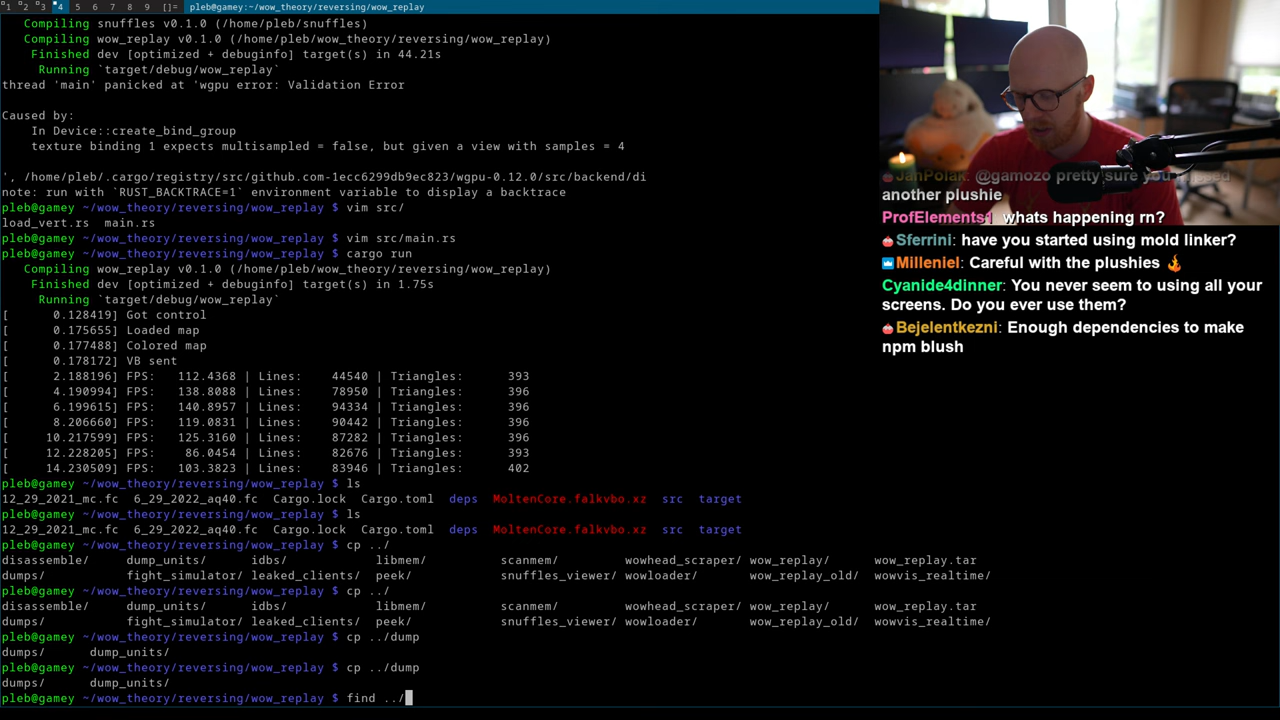 1 2 3 4 5 6 7 8 9 []= pleb@gamey:~/wow_theory/reversing/wow_replay
Compiling snuffles v0.1.0 (/home/pleb/snuffles)
Compiling wow_replay v0.1.0 (/home/pleb/wow_theory/reversing/wow_replay)
Finished dev [optimized + debuginfo] target(s) in 44.21s
Running `target/debug/wow_replay`
thread 'main' panicked at 'wgpu error: Validation Error
Caused by:
In Device::create_bind_group
texture binding 1 expects multisampled = false, but given a view with samples = 4
', /home/pleb/.cargo/registry/src/github.com-1ecc6299db9ec823/wgpu-0.12.0/src/backend/di
note: run with `RUST_BACKTRACE=1` environment variable to display a backtrace
pleb@gamey ~/wow_theory/reversing/wow_replay $ vim src/
load_vert.rs main.rs
pleb@gamey ~/wow_theory/reversing/wow_replay $ vim src/main.rs
pleb@gamey ~/wow_theory/reversing/wow_replay $ cargo run
Compiling wow_replay v0.1.0 (/home/pleb/wow_theory/reversing/wow_replay)
Finished dev [optimized + debuginfo] target(s) in 1.75s
Running `target/debug/wow_replay`
[ 0.128419] Got control
[ 0.175655] Loaded map
[ 0.177488] Colored map
[ 0.178172] VB sent
[ 2.188196] FPS: 112.4368 | Lines: 44540 | Triangles: 393
[ 4.190994] FPS: 138.8088 | Lines: 78950 | Triangles: 396
[ 6.199615] FPS: 140.8957 | Lines: 94334 | Triangles: 396
[ 8.206660] FPS: 119.0831 | Lines: 90442 | Triangles: 396
[ 10.217599] FPS: 125.3160 | Lines: 87282 | Triangles: 396
[ 12.228205] FPS: 86.0454 | Lines: 82676 | Triangles: 393
[ 14.230509] FPS: 103.3823 | Lines: 83946 | Triangles: 402
pleb@gamey ~/wow_theory/reversing/wow_replay $ ls
12_29_2021_mc.fc 6_29_2022_aq40.fc Cargo.lock Cargo.toml deps MoltenCore.falkvbo.xz src target
pleb@gamey ~/wow_theory/reversing/wow_replay $ ls
12_29_2021_mc.fc 6_29_2022_aq40.fc Cargo.lock Cargo.toml deps MoltenCore.falkvbo.xz src target
pleb@gamey ~/wow_theory/reversing/wow_replay $ cp ../
disassemble/ dump_units/ idbs/ libmem/ scanmem/ wowhead_scraper/ wow_replay/ wow_replay.tar
dumps/ fight_simulator/ leaked_clients/ peek/ snuffles_viewer/ wowloader/ wow_replay_old/ wowvis_realtime/
pleb@gamey ~/wow_theory/reversing/wow_replay $ cp ../
disassemble/ dump_units/ idbs/ libmem/ scanmem/ wowhead_scraper/ wow_replay/ wow_replay.tar
dumps/ fight_simulator/ leaked_clients/ peek/ snuffles_viewer/ wowloader/ wow_replay_old/ wowvis_realtime/
pleb@gamey ~/wow_theory/reversing/wow_replay $ cp ../dump
dumps/ dump_units/
pleb@gamey ~/wow_theory/reversing/wow_replay $ cp ../dump
dumps/ dump_units/
pleb@gamey ~/wow_theory/reversing/wow_replay $ find ../
JanPolak: @gamozo pretty sure you missed
another plushie
ProfElements1 whats happening rn?
Sferrini: have you started using mold linker?
Milleniel: Careful with the plushies
Cyanide4dinner: You never seem to using all your
screens. Do you ever use them?
Bejelentkezni: Enough dependencies to make
npm blush